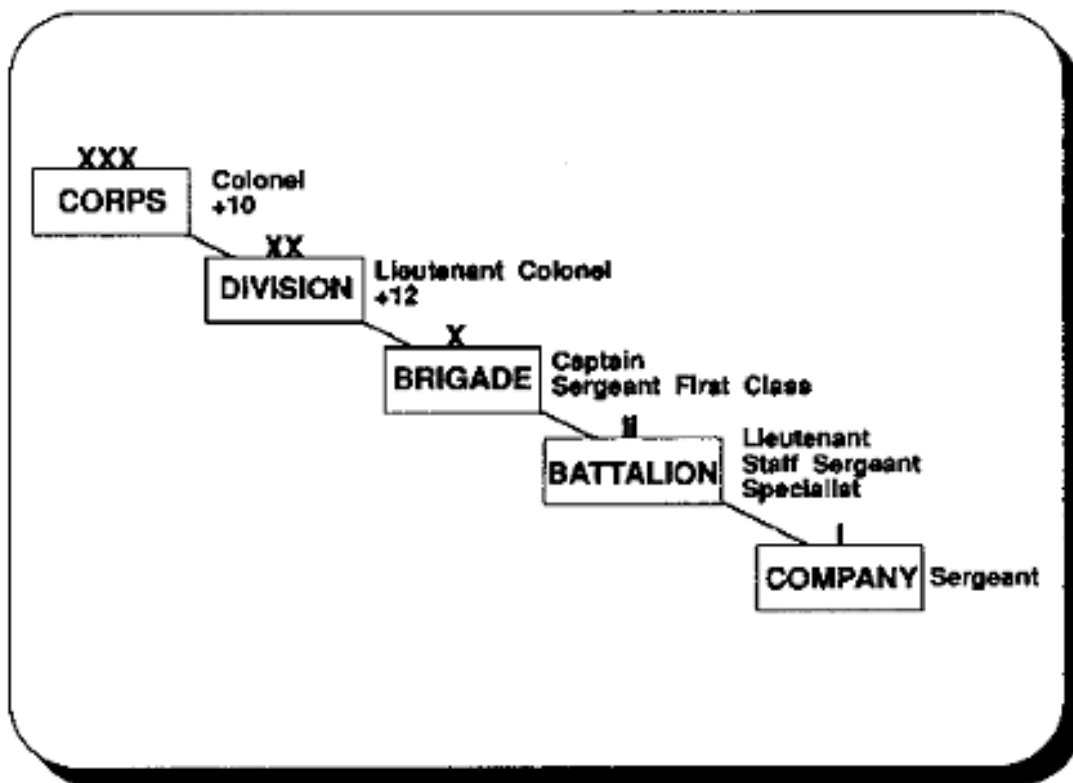 XXX
CORPS
Colonel
+10
XX
DIVISION
Lieutenant Colonel
+12
X
BRIGADE
Captain
Sergeant First Class
II
BATTALION
Lieutenant
Staff Sergeant
Specialist
I
COMPANY
Sergeant